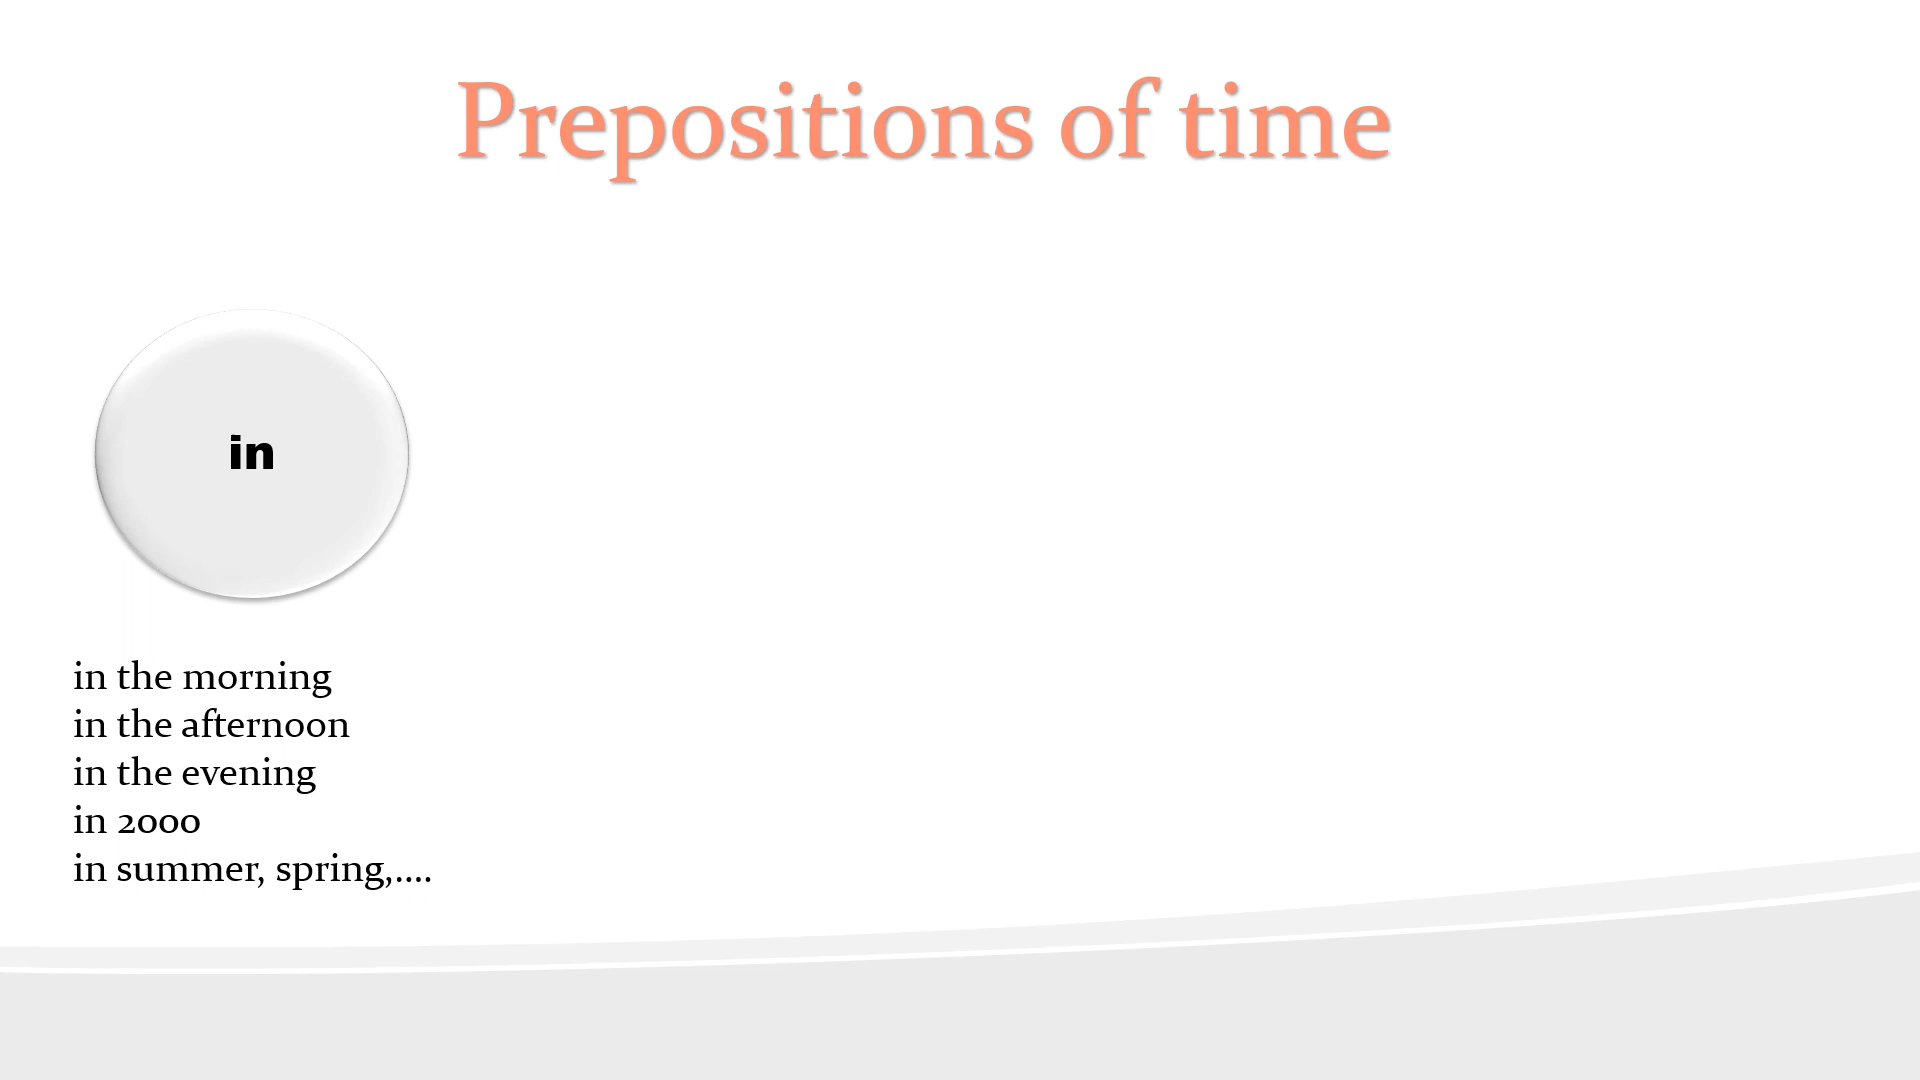 Prepositions of time
in
in the morning
in the afternoon
in the evening
in 2000
in summer, spring,....